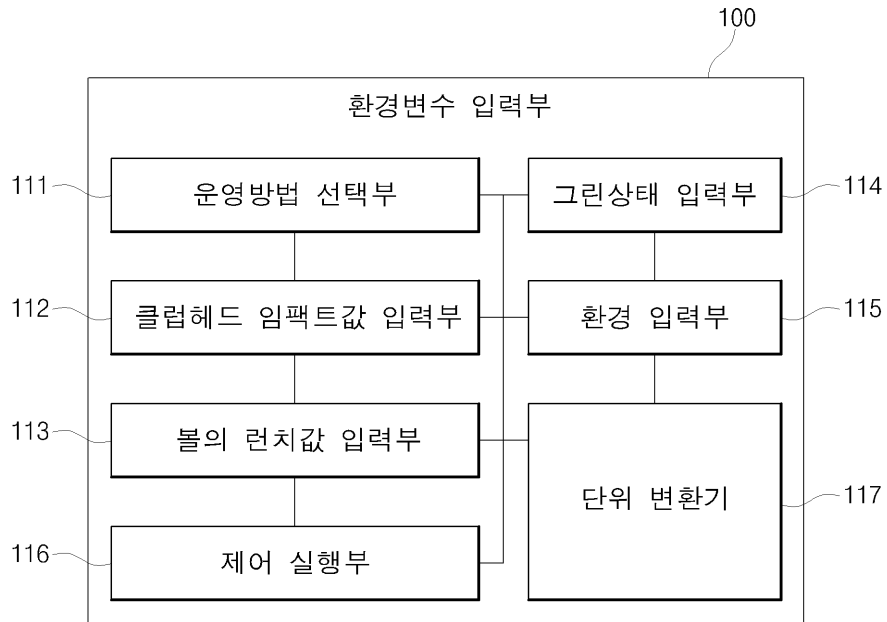 100
환경변수 입력부
111
운영방법 선택부
그린상태 입력부
114
112
클럽헤드 임팩트값 입력부
환경 입력부
115
113
볼의 런치값 입력부
단위 변환기
117
116
제어 실행부